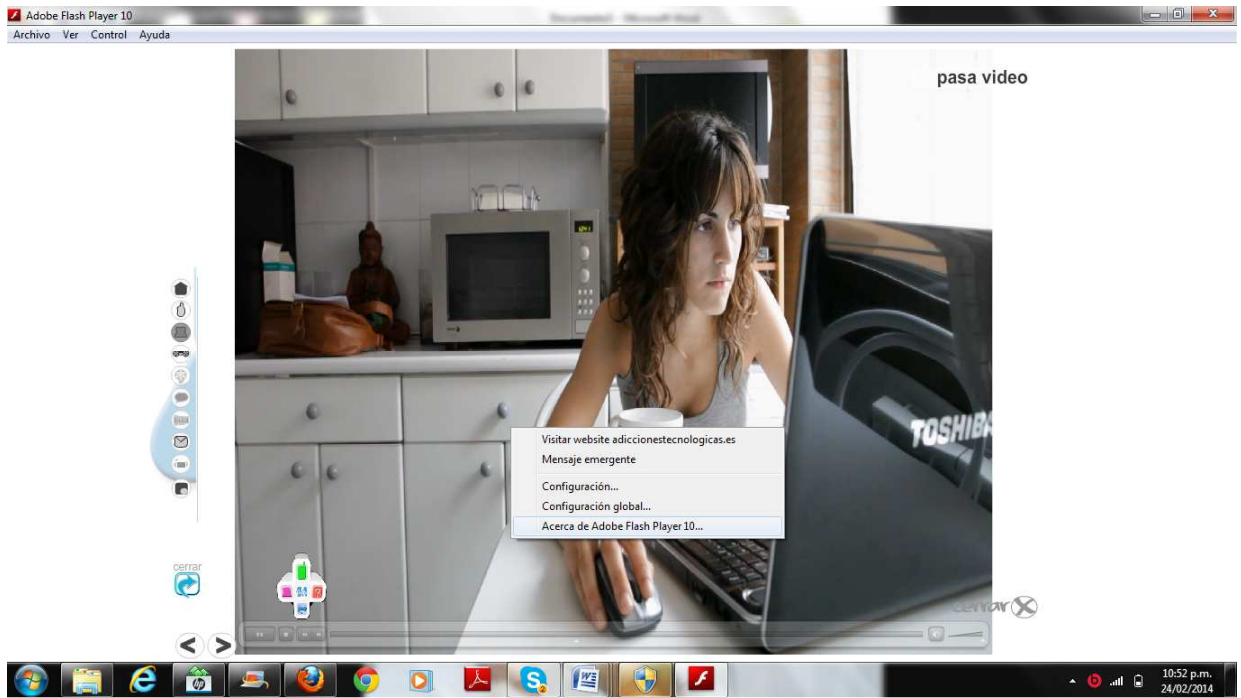 Adobe Flash Player 10
Archivo Ver Control Ayuda
pasa video
TOSHIBA
Visitar website adiccionestecnologicas.es
Mensaje emergente
Configuración...
Configuración global...
Acerca de Adobe Flash Player 10...
cerrar
cerrar
10:52 p.m.
24/02/2014